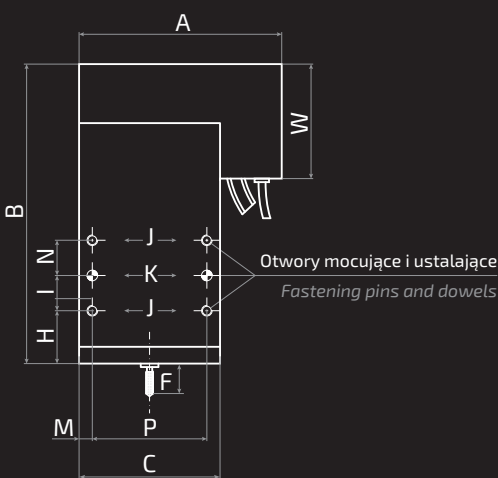 A
W
B
J
N
Otwory mocujące i ustalające
K
I
Fastening pins and dowels
J
H
F
M
P
C